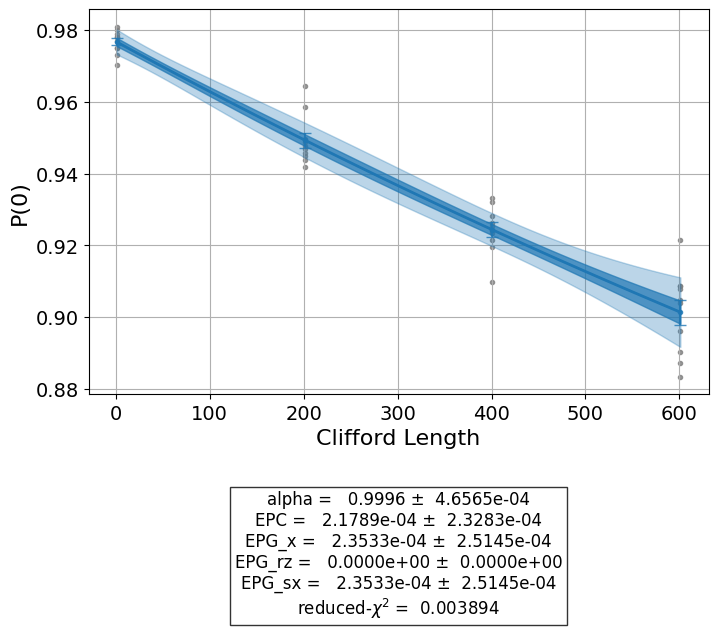 0.98
0.96
0.94
0.92
0.90
0.88
P(0)
0 100 200 300 400 500 600
Clifford Length
alpha = 0.9996 ± 4.6565e-04
EPC = 2.1789e-04 ± 2.3283e-04
EPG_x = 2.3533e-04 ± 2.5145e-04
EPG_rz = 0.0000e+00 ± 0.0000e+00
EPG_sx = 2.3533e-04 ± 2.5145e-04
reduced-χ² = 0.003894